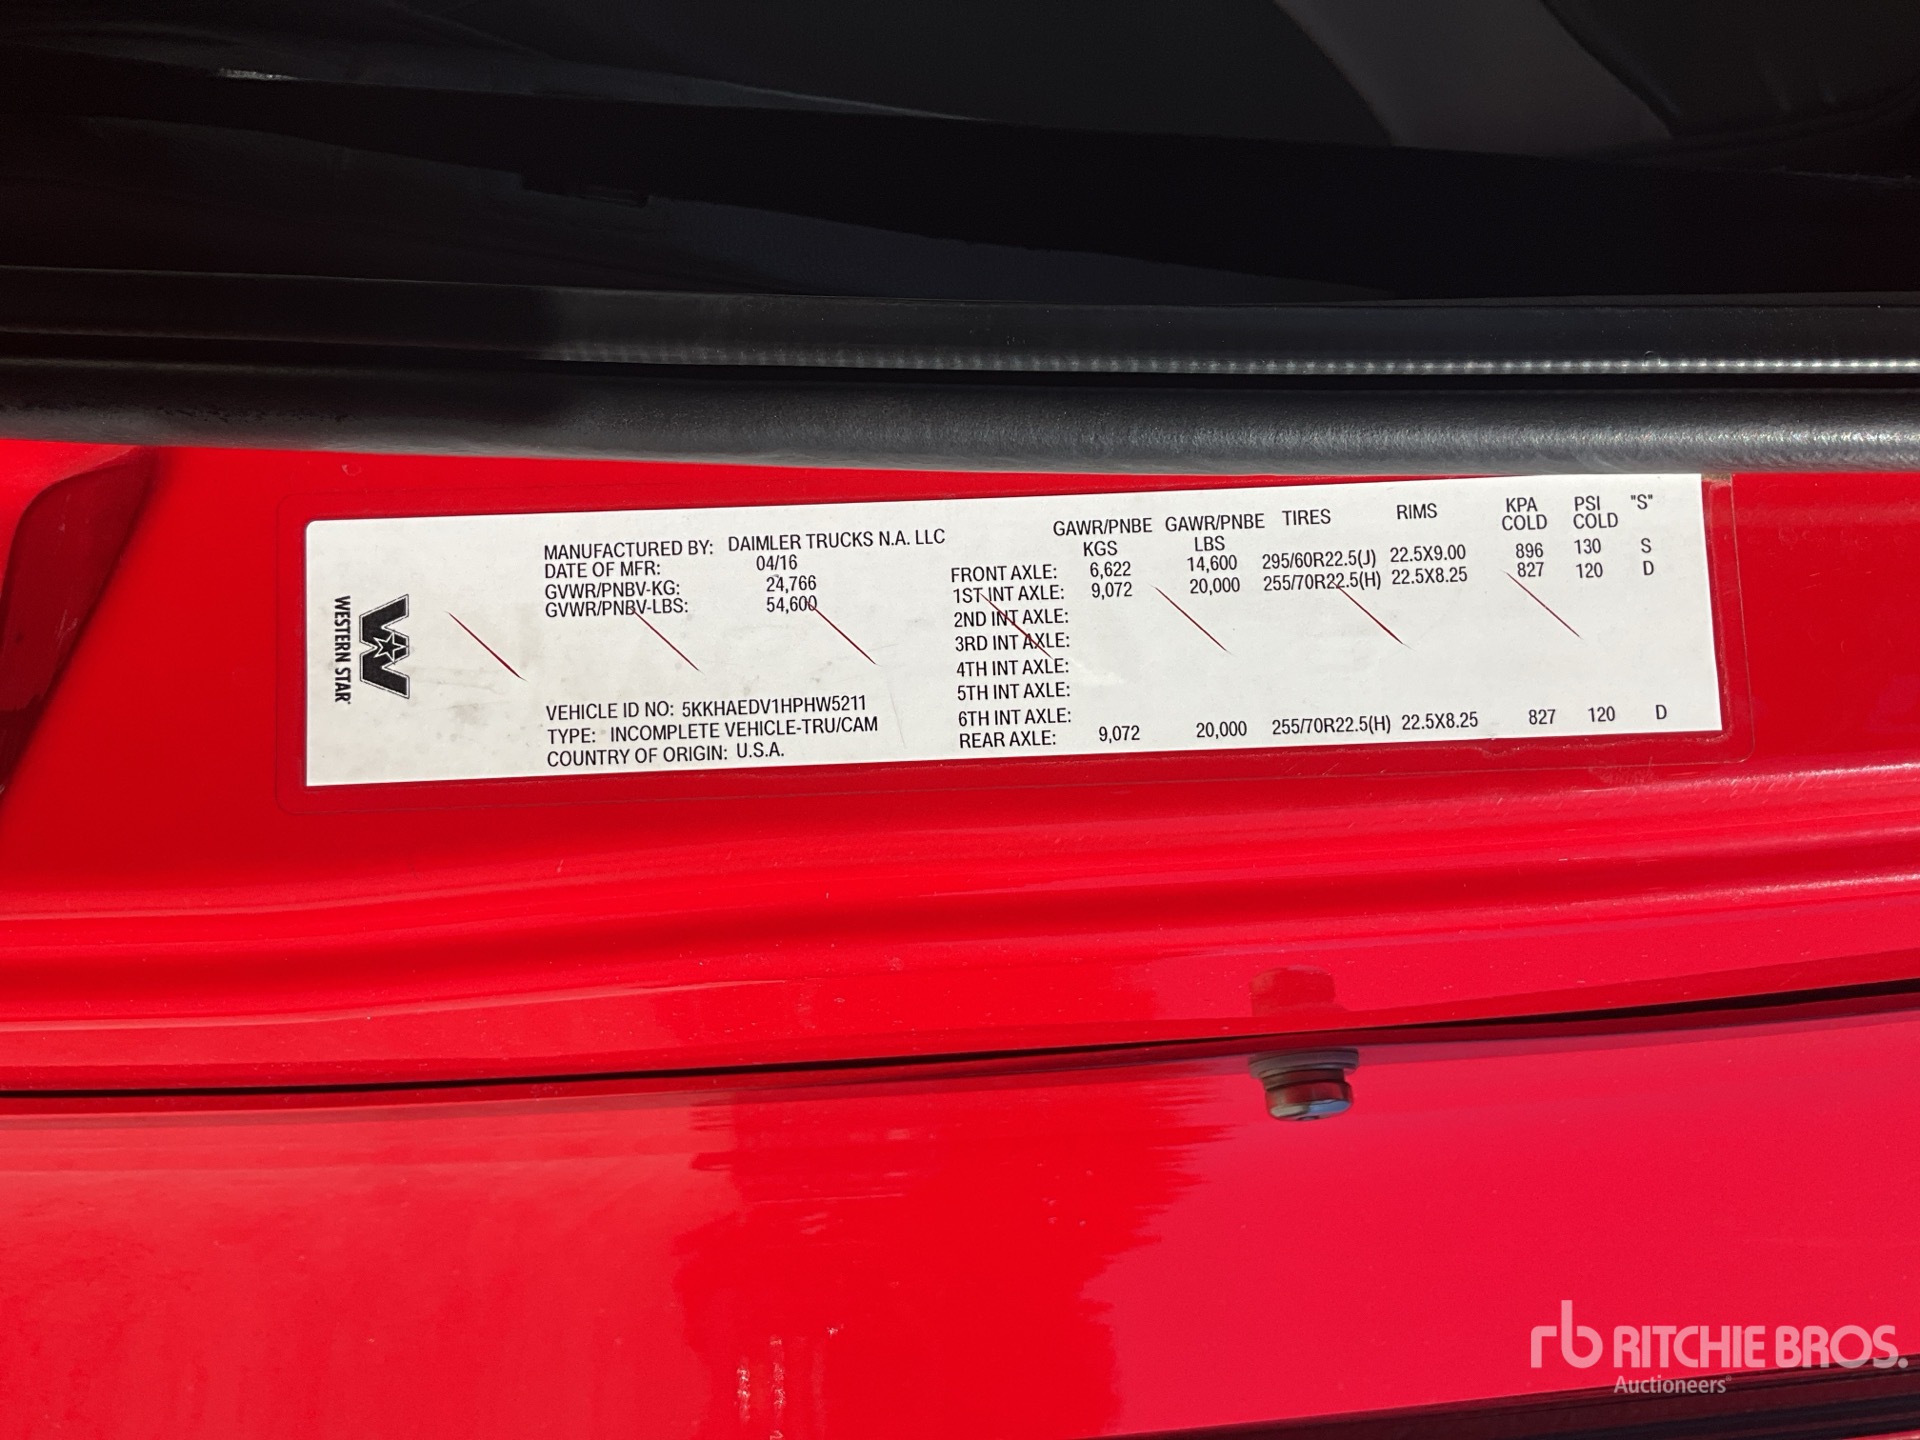 WESTERN STAR
MANUFACTURED BY: DAIMLER TRUCKS N.A. LLC
DATE OF MFR: 04/16
GVWR/PNBV-KG: 24,766
GVWR/PNBV-LBS: 54,600
VEHICLE ID NO: 5KKHAEDV1HPHW5211
TYPE: INCOMPLETE VEHICLE-TRU/CAM
COUNTRY OF ORIGIN: U.S.A.
GAWR/PNBE KGS GAWR/PNBE LBS TIRES RIMS KPA COLD PSI COLD "S"
FRONT AXLE: 6,622 14,600 295/60R22.5(J) 22.5X9.00 896 130 S
1ST INT AXLE: 9,072 20,000 255/70R22.5(H) 22.5X8.25 827 120 D
2ND INT AXLE:
3RD INT AXLE:
4TH INT AXLE:
5TH INT AXLE:
6TH INT AXLE:
REAR AXLE: 9,072 20,000 255/70R22.5(H) 22.5X8.25 827 120 D
rb RITCHIE BROS.
Auctioneers